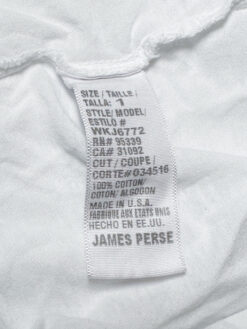 SIZE / TAILLE /
TALLA: 1
STYLE/ MODEL/
ESTILO #
WKJ6772
RN# 95339
CA# 31092
CUT / COUPE /
CORTE# 034516
100% COTTON/
COTON/ ALGODON
MADE IN U.S.A.
FABRIQUE AUX ETATS UNIS
HECHO EN EE.UU.
JAMES PERSE